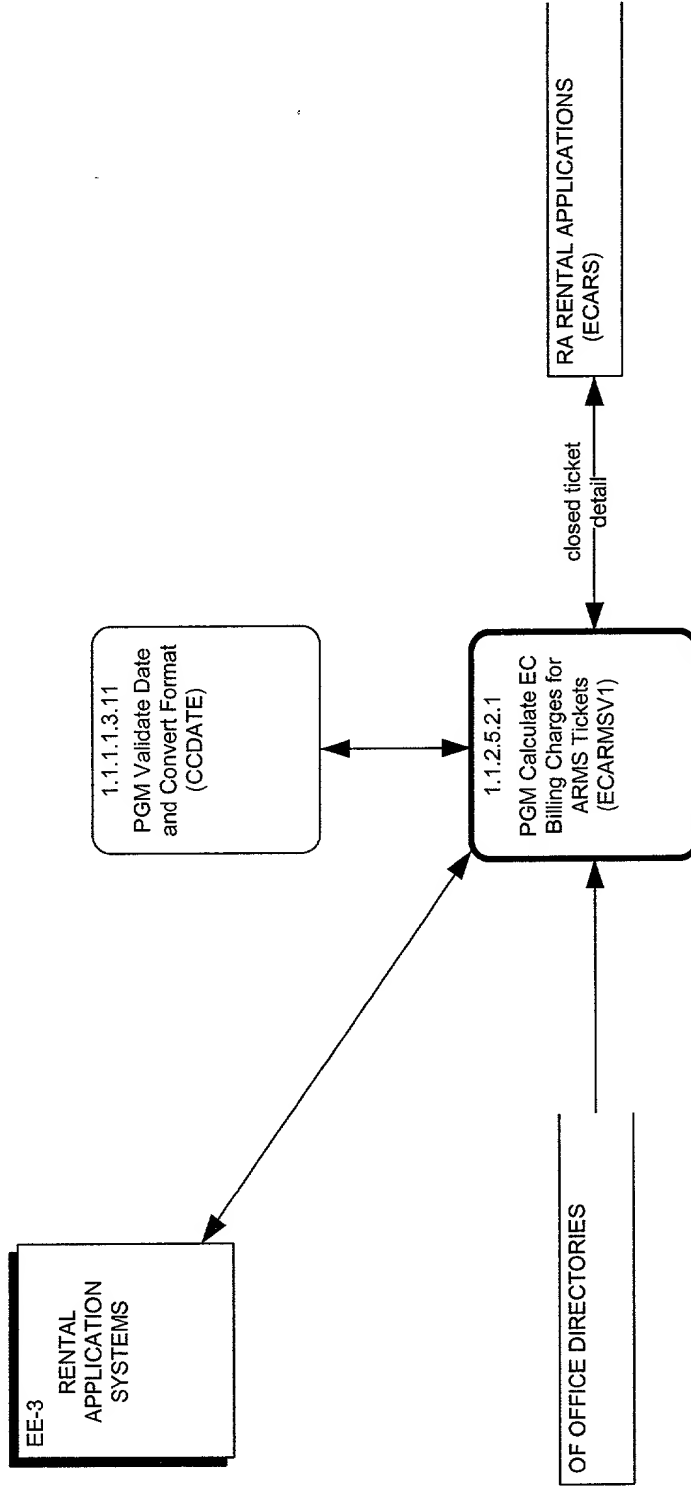 EE-3
RENTAL
APPLICATION
SYSTEMS
1.1.1.1.3.11
PGM Validate Date
and Convert Format
(CCDATE)
OF OFFICE DIRECTORIES
1.1.2.5.2.1
PGM Calculate EC
Billing Charges for
ARMS Tickets
(ECARMSV1)
closed ticket
detail
RA RENTAL APPLICATIONS
(ECARS)